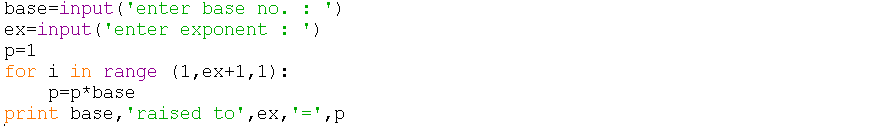 base=input('enter base no. : ')
ex=input('enter exponent : ')
p=1
for i in range (1,ex+1,1):
    p=p*base
print base,'raised to',ex,'=',p